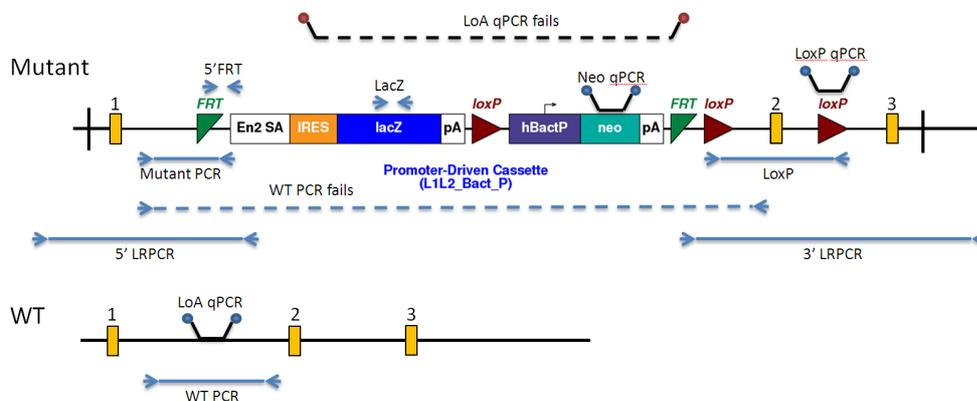 LoA qPCR fails
Mutant
5'FRT
LacZ
Neo qPCR
LoxP qPCR
1
FRT
loxP
FRT
loxP
2
loxP
3
En2 SA
IRES
lacZ
pA
hBactP
neo
pA
Mutant PCR
Promoter-Driven Cassette
(L1L2_Bact_P)
LoxP
WT PCR fails
5' LRPCR
3' LRPCR
WT
LoA qPCR
1
2
3
WT PCR